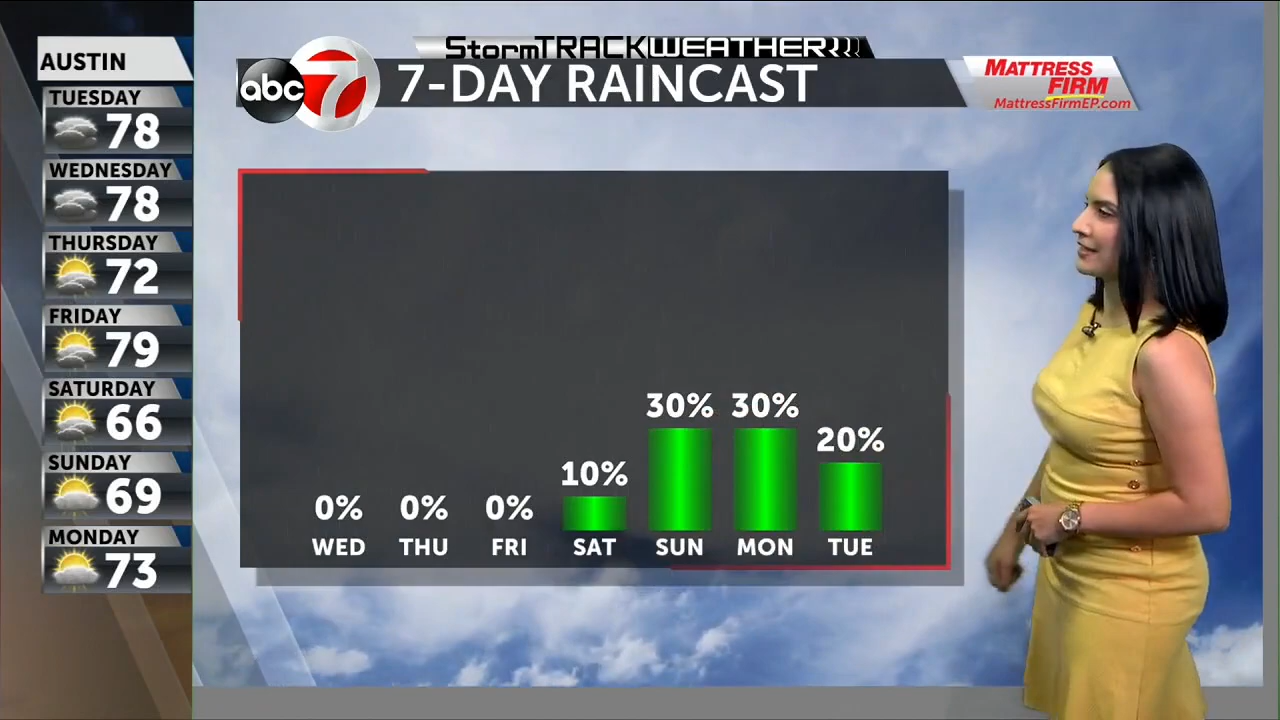 AUSTIN
TUESDAY
78
WEDNESDAY
78
THURSDAY
72
FRIDAY
79
SATURDAY
66
SUNDAY
69
MONDAY
73
StormTRACKWEATHER
abc 7
7-DAY RAINCAST
MATTRESS
FIRM
MattressFirmEP.com
30% 30%
20%
10%
0% 0% 0%
WED THU FRI SAT SUN MON TUE